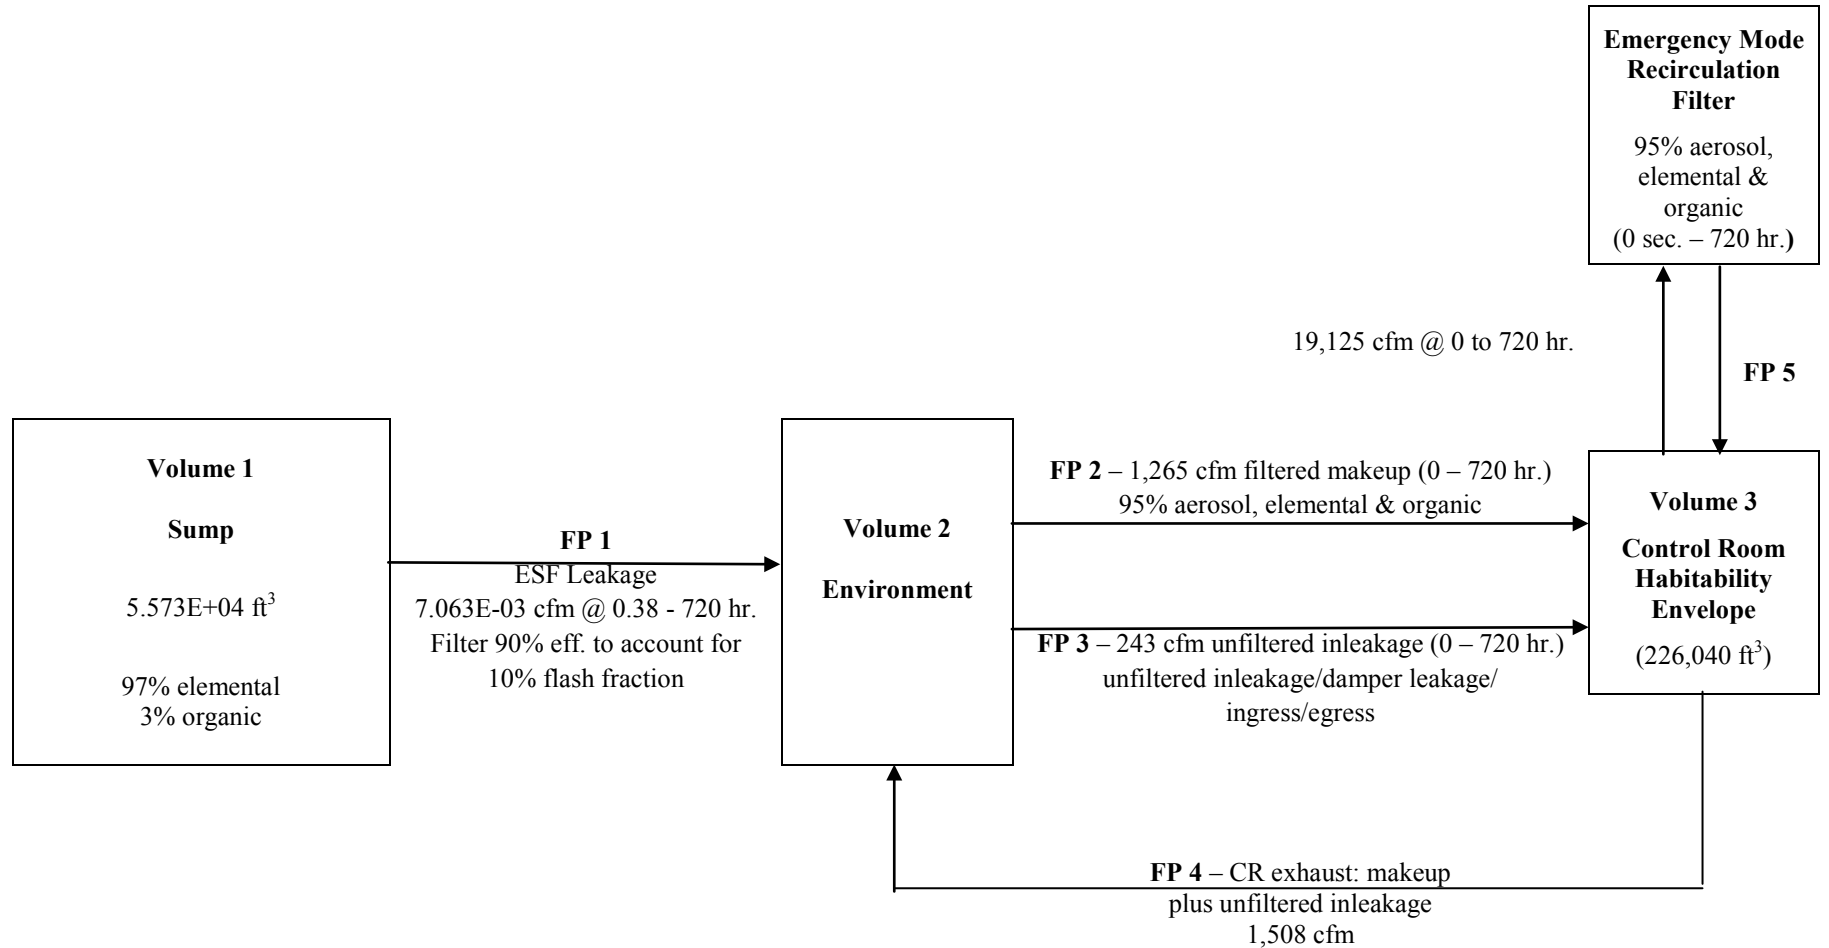 Emergency Mode
Recirculation
Filter
95% aerosol,
elemental &
organic
(0 sec. – 720 hr.)
19,125 cfm @ 0 to 720 hr.
FP 5
Volume 1
Sump
5.573E+04 ft³
97% elemental
3% organic
FP 1
ESF Leakage
7.063E-03 cfm @ 0.38 - 720 hr.
Filter 90% eff. to account for
10% flash fraction
Volume 2
Environment
FP 2 – 1,265 cfm filtered makeup (0 – 720 hr.)
95% aerosol, elemental & organic
FP 3 – 243 cfm unfiltered inleakage (0 – 720 hr.)
unfiltered inleakage/damper leakage/
ingress/egress
Volume 3
Control Room
Habitability
Envelope
(226,040 ft³)
FP 4 – CR exhaust: makeup
plus unfiltered inleakage
1,508 cfm